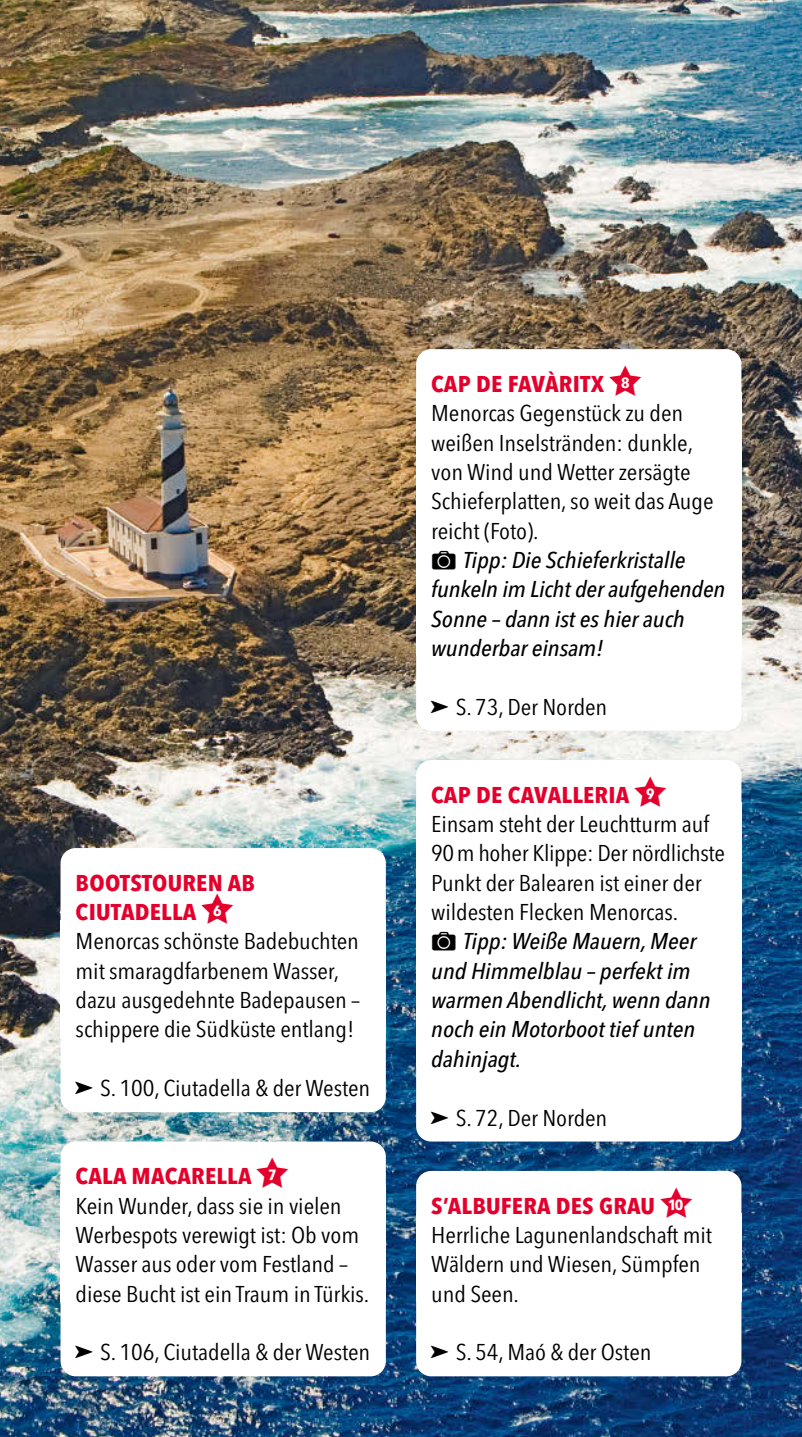 BOOTSTOUREN AB
CIUTADELLA 6
Menorcas schönste Badebuchten
mit smaragdfarbenem Wasser,
dazu ausgedehnte Badepausen –
schippere die Südküste entlang!
➤ S. 100, Ciutadella & der Westen
CALA MACARELLA 7
Kein Wunder, dass sie in vielen
Werbespots verewigt ist: Ob vom
Wasser aus oder vom Festland –
diese Bucht ist ein Traum in Türkis.
➤ S. 106, Ciutadella & der Westen
CAP DE FAVÀRITX 8
Menorcas Gegenstück zu den
weißen Inselstränden: dunkle,
von Wind und Wetter zersägte
Schieferplatten, so weit das Auge
reicht (Foto).
Tipp: Die Schieferkristalle
funkeln im Licht der aufgehenden
Sonne – dann ist es hier auch
wunderbar einsam!
➤ S. 73, Der Norden
CAP DE CAVALLERIA 9
Einsam steht der Leuchtturm auf
90 m hoher Klippe: Der nördlichste
Punkt der Balearen ist einer der
wildesten Flecken Menorcas.
Tipp: Weiße Mauern, Meer
und Himmelblau – perfekt im
warmen Abendlicht, wenn dann
noch ein Motorboot tief unten
dahinjagt.
➤ S. 72, Der Norden
S'ALBUFERA DES GRAU 10
Herrliche Lagunenlandschaft mit
Wäldern und Wiesen, Sümpfen
und Seen.
➤ S. 54, Maó & der Osten